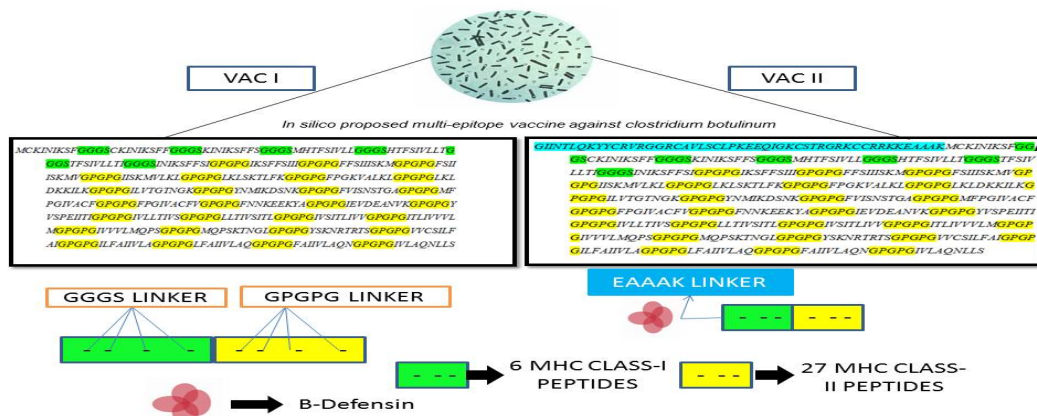 VAC I
VAC II
In silico proposed multi-epitope vaccine against clostridium botulinum
MCKINIKSFGGGSCKINIKSFFGGGSKINIKSFFSGGGSMHTFSIVLLGGGSHTFSIVLLTG
GGSTFSIVLLTIGGGSINIKSFFSIGPGPGIKSFFSIIIGPGPGFFSIIISKMGPGPGFSII
ISKMVGPGPGIISKMVLKLGPGPGLKLSKTLFKGPGPGFPGKVALKLGPGPGLKL
DKKILKGPGPGILVTGTNGKGPGPGYNMIKDSNKGPGPGFVISNSTGAGPGPGMF
PGIVACFGPGPGFPGIVACFVGPGPGFNNKEEKYAGPGPGIEVDEANVKGPGPGY
VSPEIITIGPGPGIVLLTIVSGPGPGLLTIVSITLGPGPGIVSITLIVVGPGPGITLIVVVL
MGPGPGIVVVLMQPSGPGPGMQPSKTNGLGPGPGYSKNRTRTSGPGPGVVCSILF
AIGPGPGILFAIIVLAGPGPGLFAIIVLAQGPGPGFAIIVLAQNGPGPGIVLAQNLLS
GIINTLQKYYCRVRGGRCAVLSCLPKEEQIGKCSTRGRKCCRRKKEAAAKMCKINIKSFGG
GSCKINIKSFFGGGSKINIKSFFSGGGSMHTFSIVLLGGGSHTFSIVLLTGGGSTFSIV
LLTIGGGSINIKSFFSIGPGPGIKSFFSIIIGPGPGFFSIIISKMGPGPGFSIIISKMVGP
GPGIISKMVLKLGPGPGLKLSKTLFKGPGPGFPGKVALKLGPGPGLKLDKKILKG
PGPGILVTGTNGKGPGPGYNMIKDSNKGPGPGFVISNSTGAGPGPGMFPGIVACF
GPGPGFPGIVACFVGPGPGFNNKEEKYAGPGPGIEVDEANVKGPGPGYVSPEIITI
GPGPGIVLLTIVSGPGPGLLTIVSITLGPGPGIVSITLIVVGPGPGITLIVVVLMGPGP
GIVVVLMQPSGPGPGMQPSKTNGLGPGPGYSKNRTRTSGPGPGVVCSILFAIGPGP
GILFAIIVLAGPGPGLFAIIVLAQGPGPGFAIIVLAQNGPGPGIVLAQNLLS
GGGS LINKER
GPGPG LINKER
EAAAK LINKER
6 MHC CLASS-I
PEPTIDES
27 MHC CLASS-
II PEPTIDES
B-Defensin